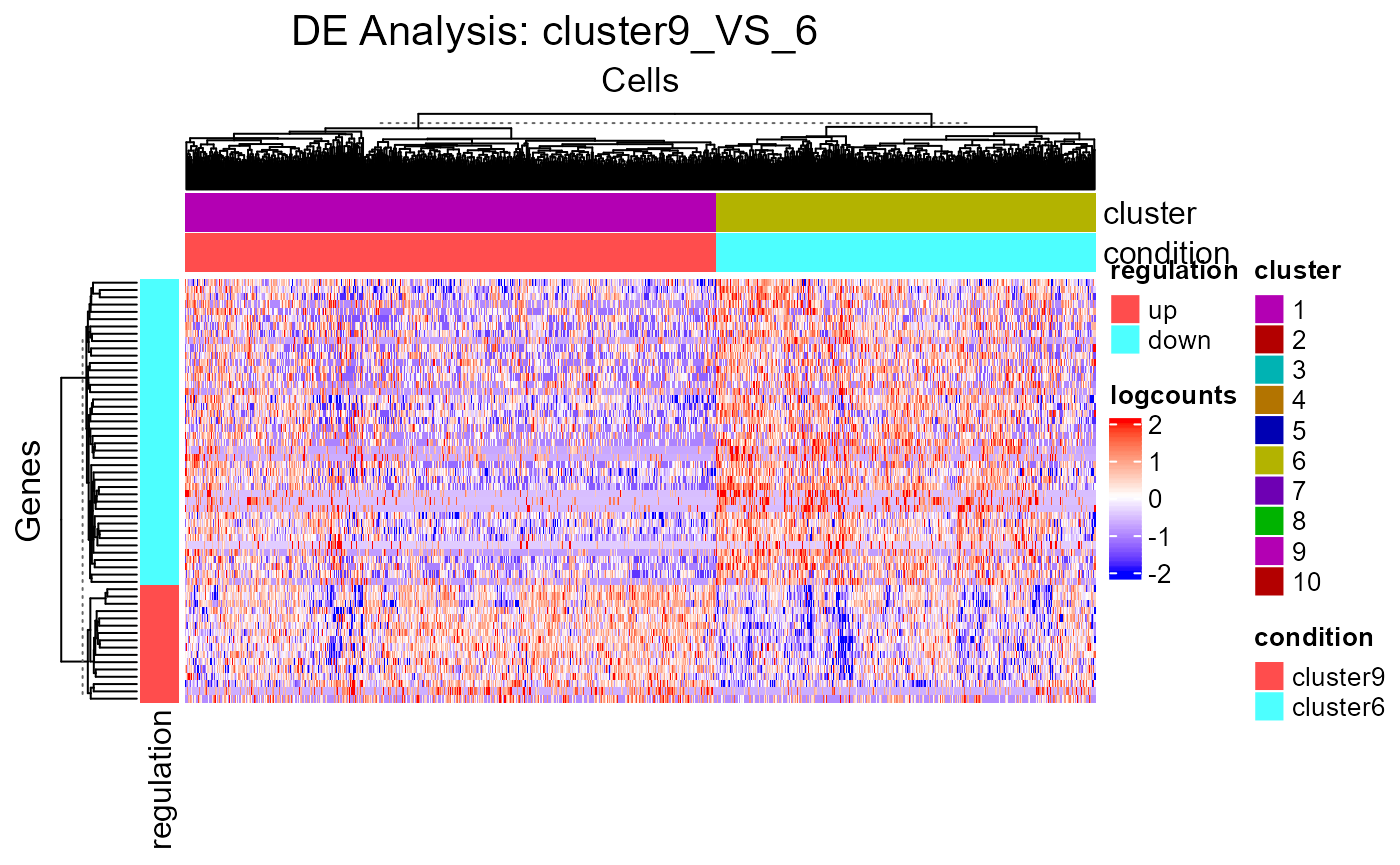 DE Analysis: cluster9_VS_6
Cells
cluster
condition
Genes
regulation
regulation
up
down
logcounts
2
1
0
-1
-2
cluster
1
2
3
4
5
6
7
8
9
10
condition
cluster9
cluster6